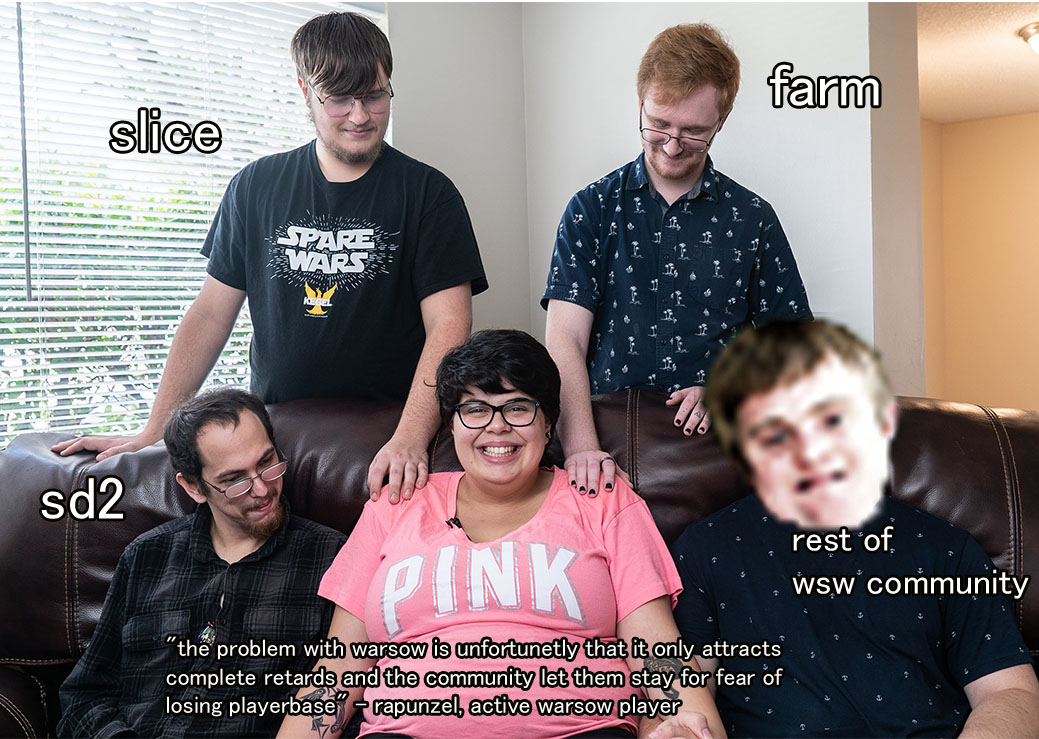 slice
farm
SPARE
WARS
KEGEL
sd2
PINK
rest of
wsw community
"the problem with warsow is unfortunetly that it only attracts
complete retards and the community let them stay for fear of
losing playerbase" - rapunzel, active warsow player